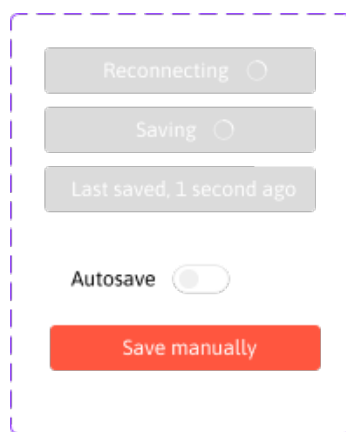 Reconnecting
Saving
Last saved, 1 second ago
Autosave
Save manually